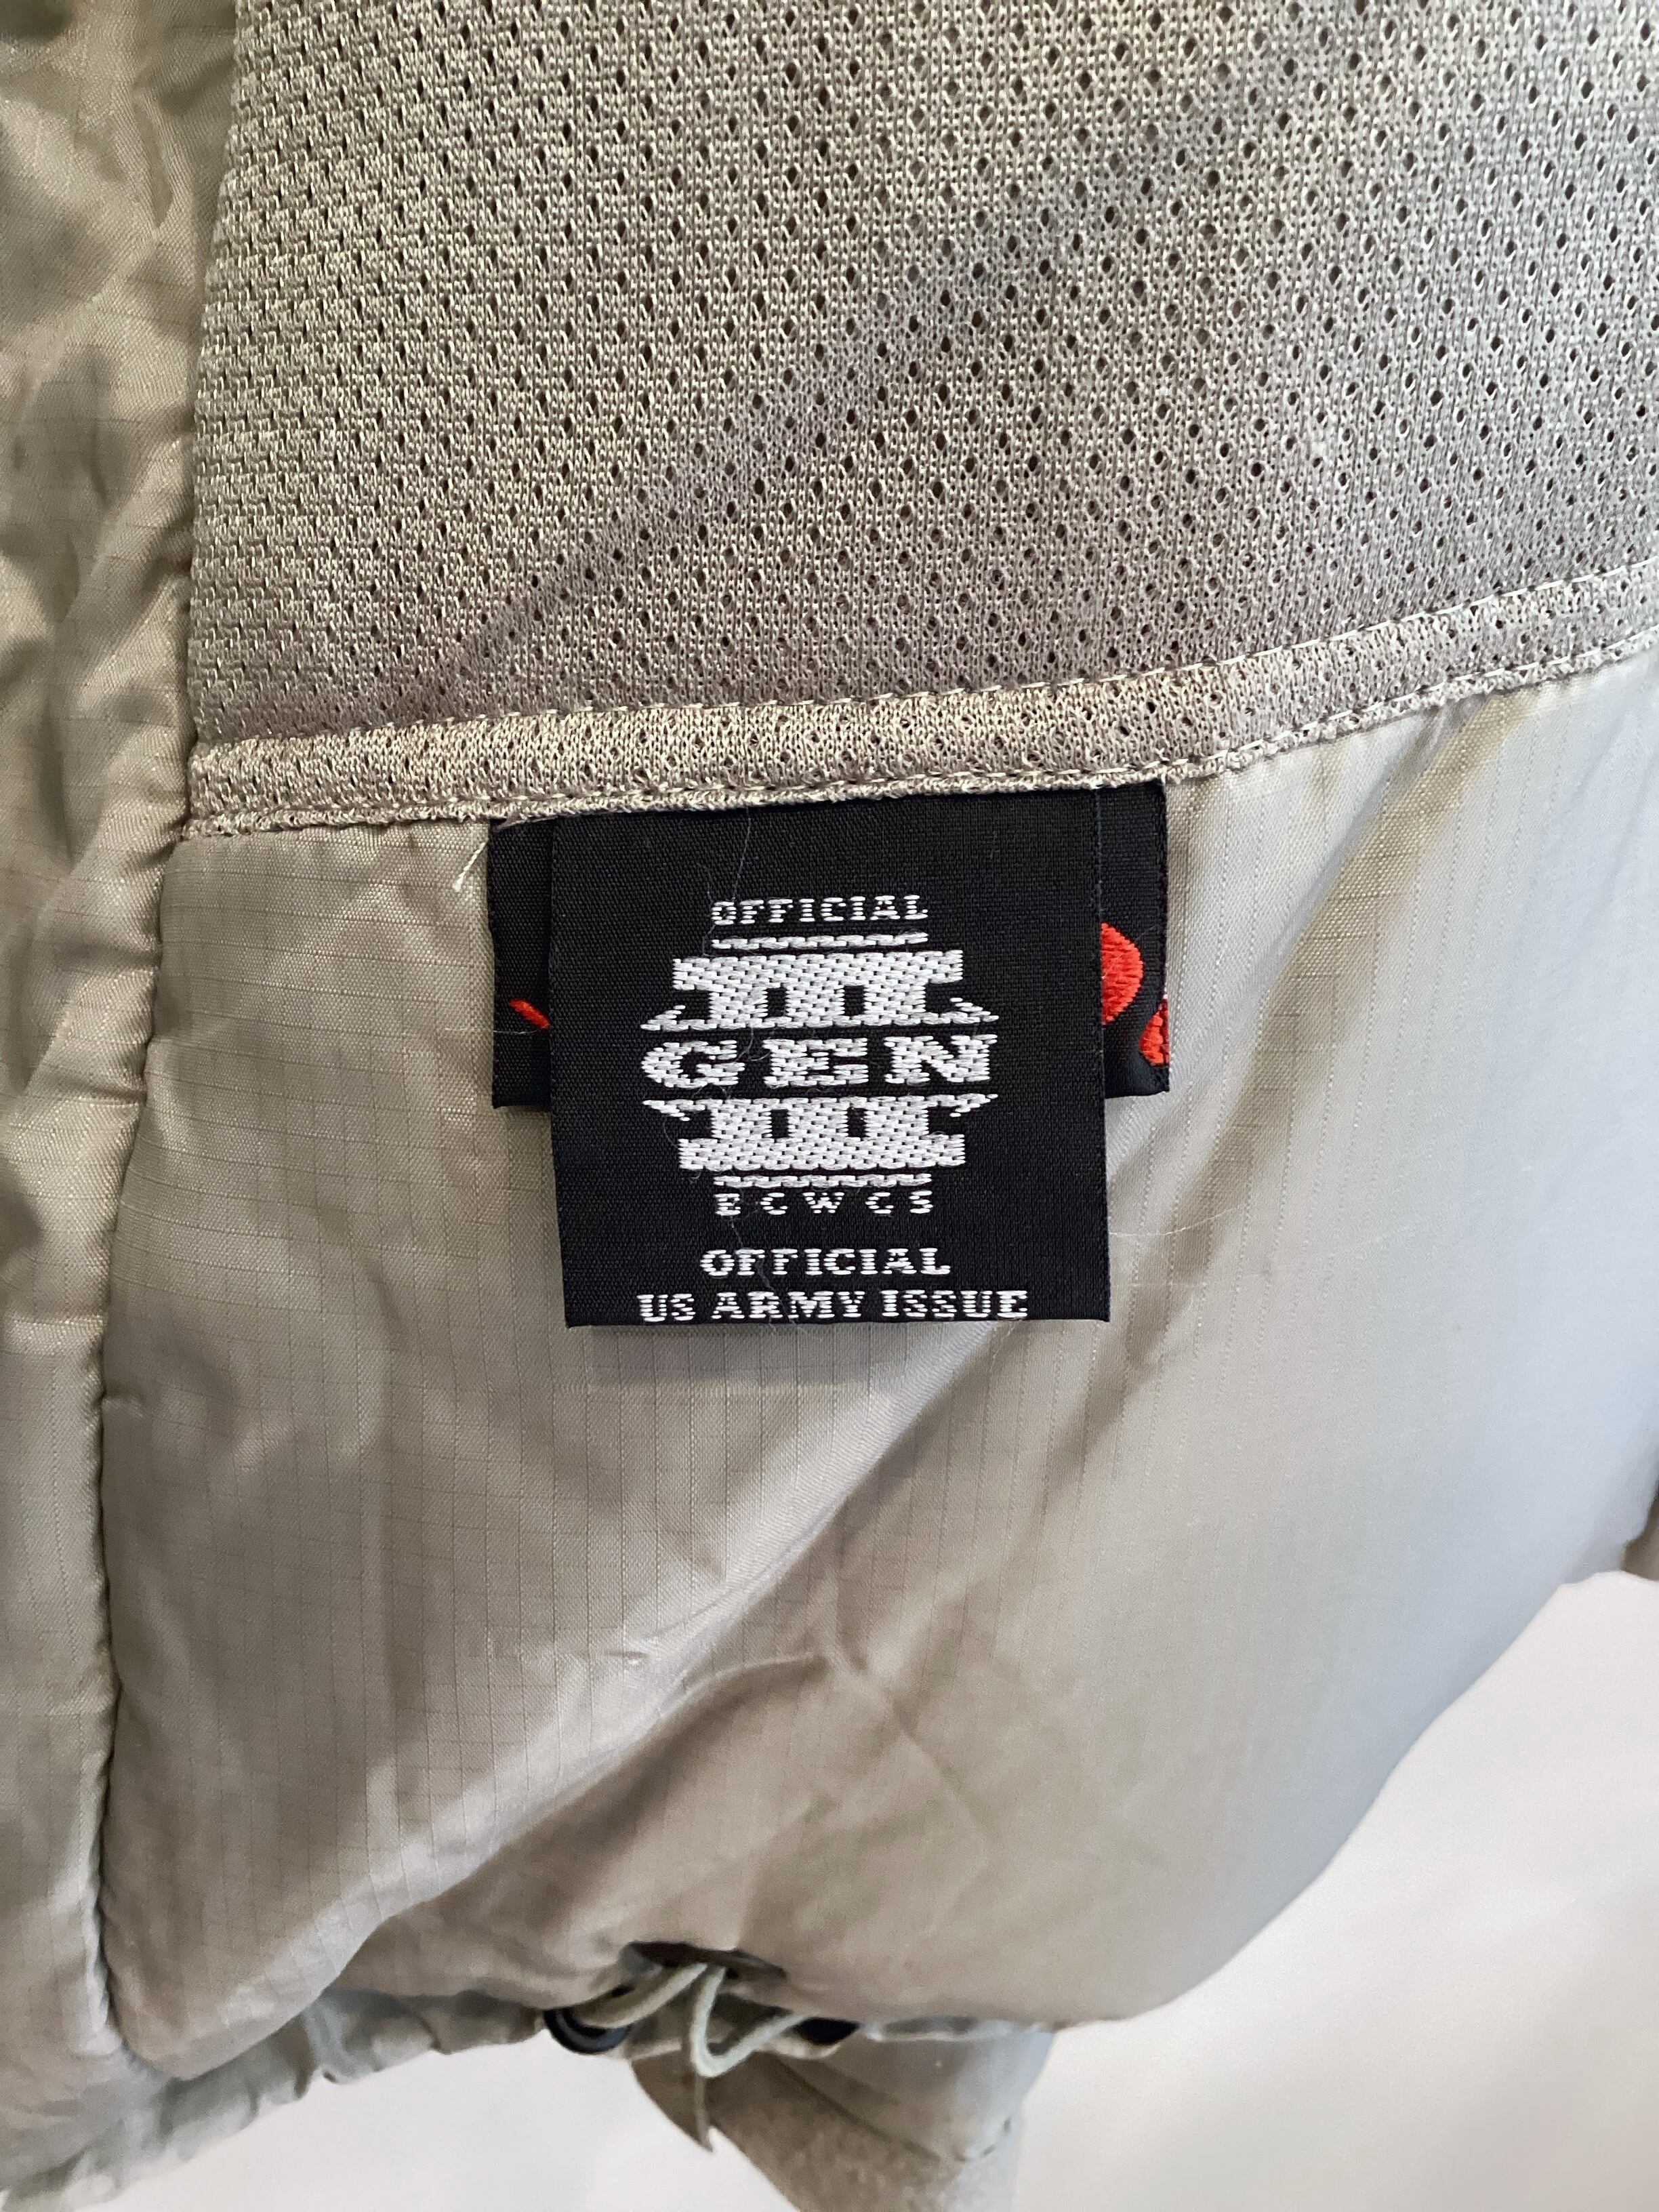 OFFICIAL
III
GEN
III
ECWCS
OFFICIAL
US ARMY ISSUE